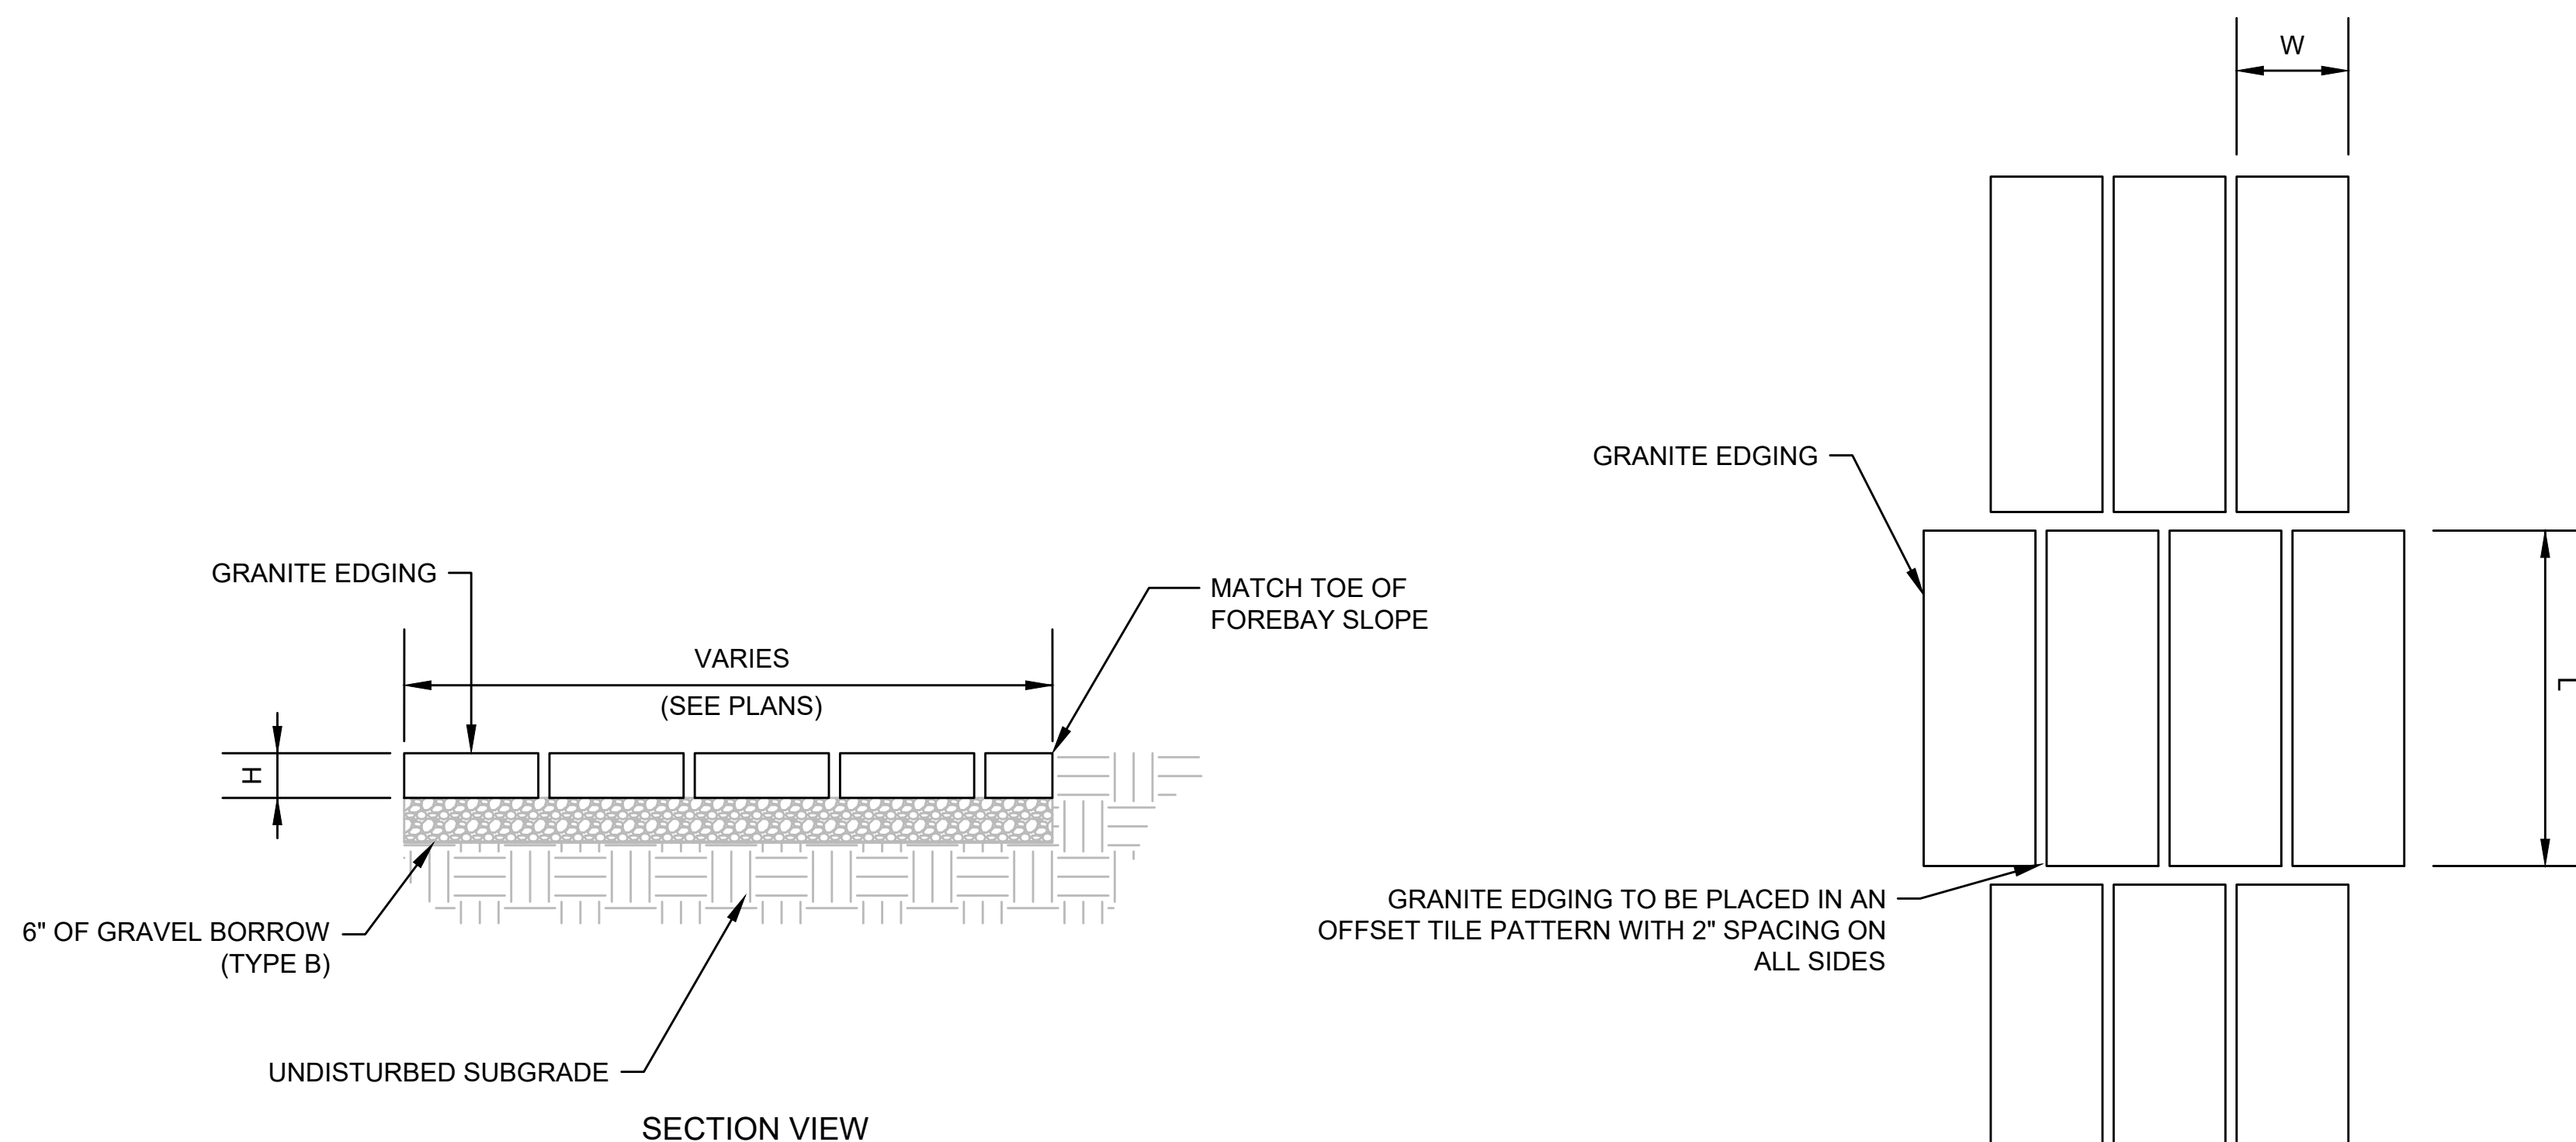 W
GRANITE EDGING
GRANITE EDGING
MATCH TOE OF
FOREBAY SLOPE
VARIES
(SEE PLANS)
H
L
GRANITE EDGING TO BE PLACED IN AN
OFFSET TILE PATTERN WITH 2" SPACING ON
ALL SIDES
6" OF GRAVEL BORROW
(TYPE B)
UNDISTURBED SUBGRADE
SECTION VIEW